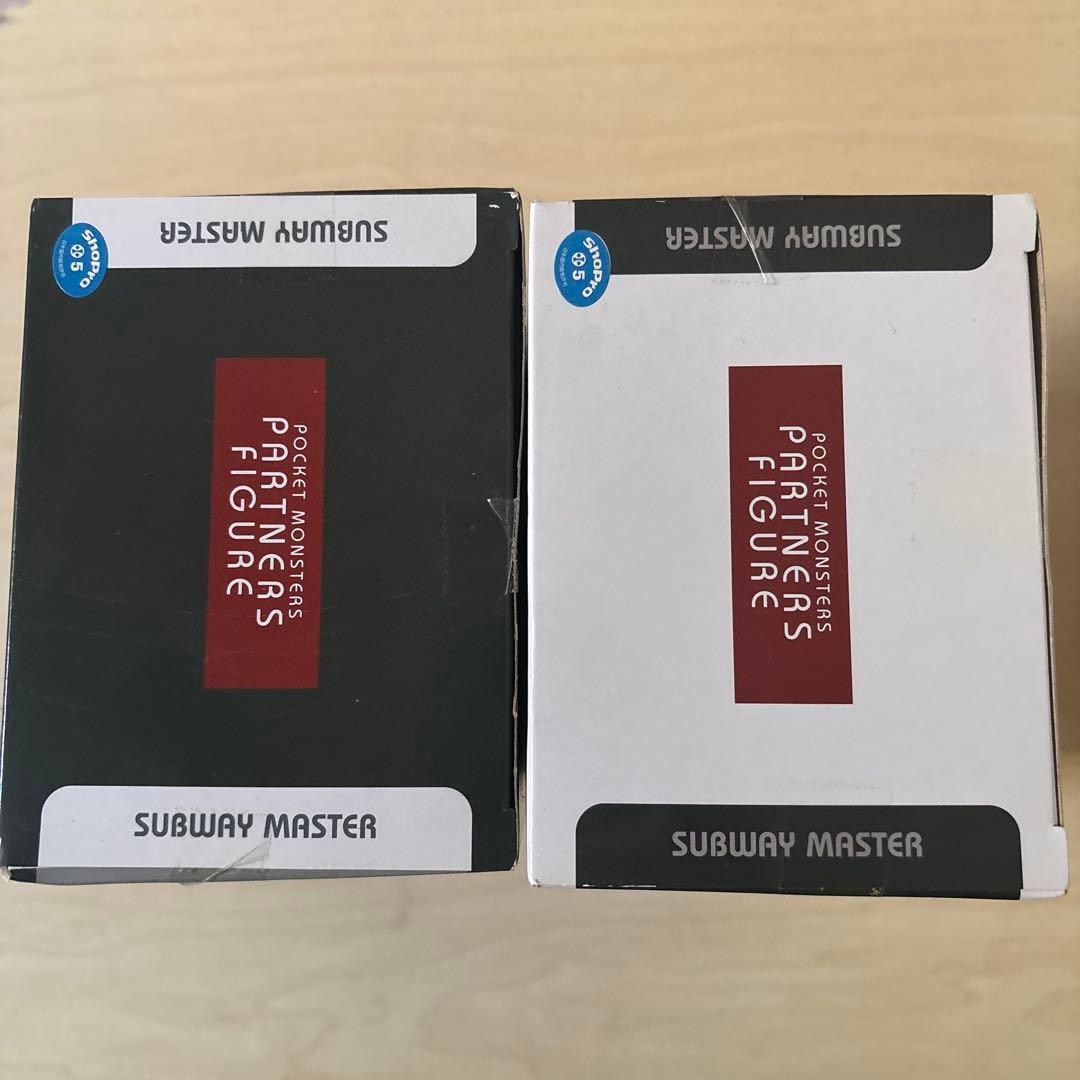 SUBWAY MASTER
ShoPro
5
POCKET MONSTERS
PARTNERS
FIGURE
SUBWAY MASTER
SUBWAY MASTER
ShoPro
5
POCKET MONSTERS
PARTNERS
FIGURE
SUBWAY MASTER